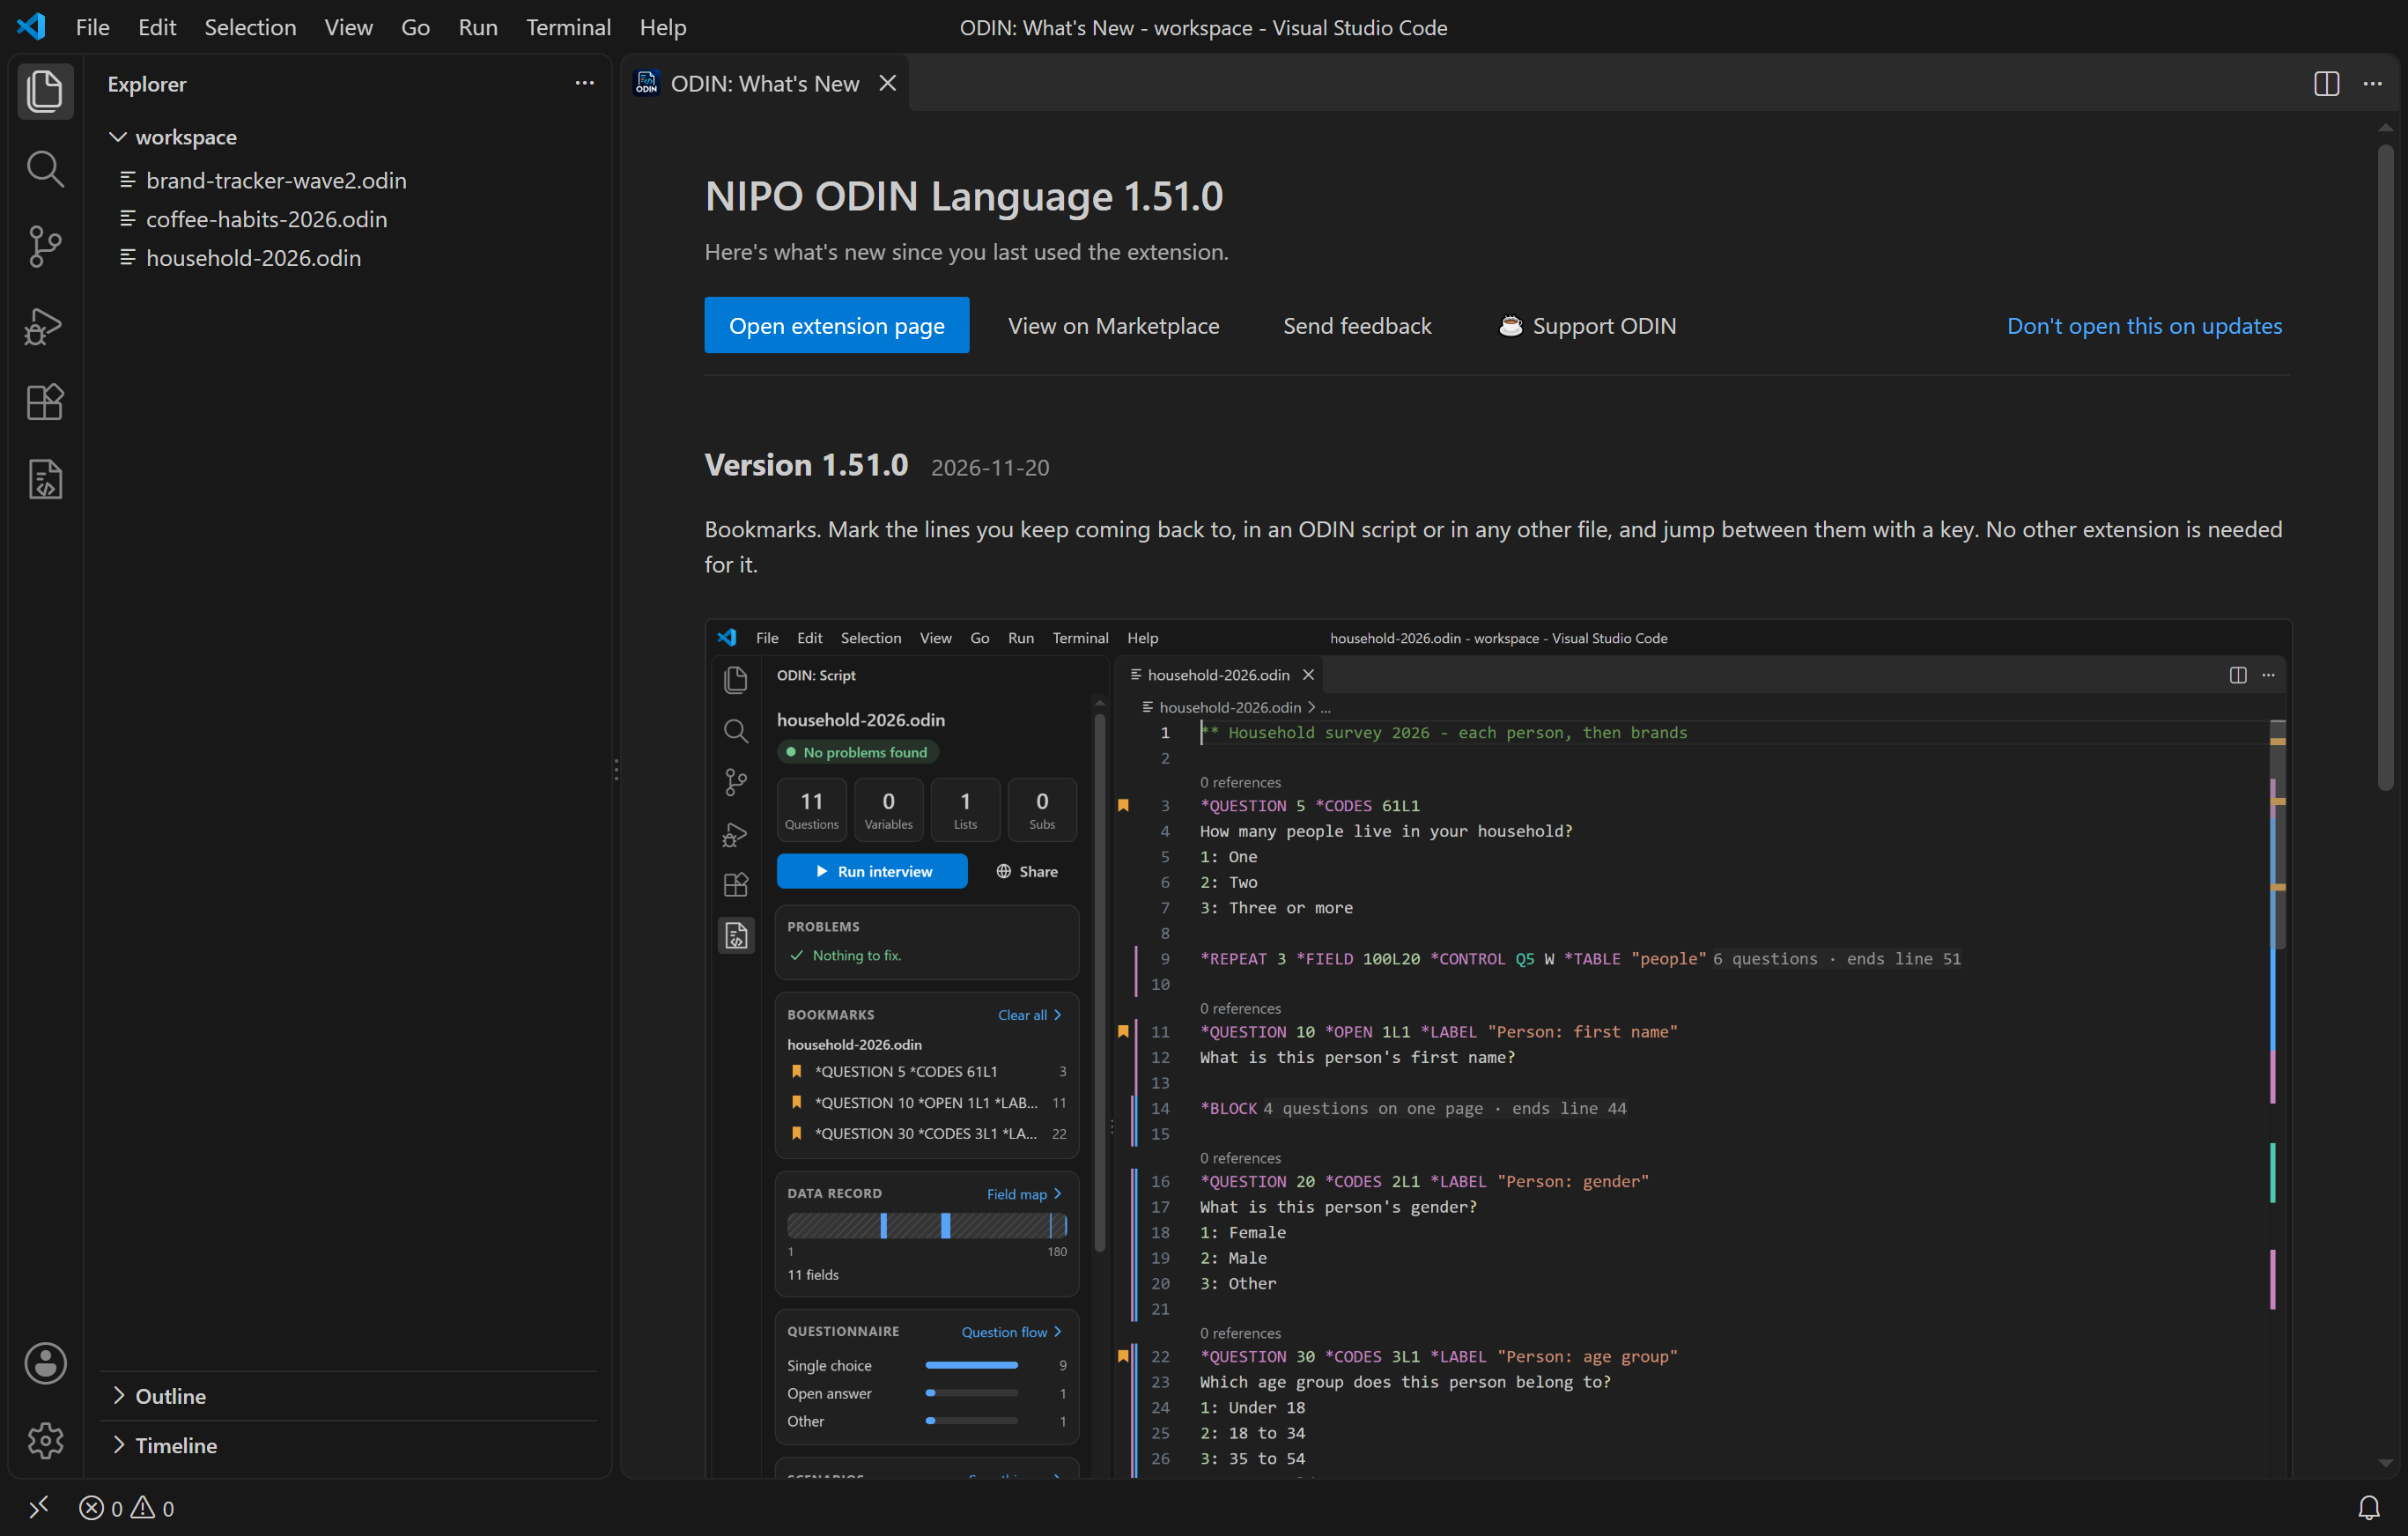 File Edit Selection View Go Run Terminal Help
ODIN: What's New - workspace - Visual Studio Code
Explorer
workspace
brand-tracker-wave2.odin
coffee-habits-2026.odin
household-2026.odin
Outline
Timeline
0 0
ODIN
ODIN: What's New
NIPO ODIN Language 1.51.0
Here's what's new since you last used the extension.
Open extension page View on Marketplace Send feedback Support ODIN Don't open this on updates
Version 1.51.0 2026-11-20
Bookmarks. Mark the lines you keep coming back to, in an ODIN script or in any other file, and jump between them with a key. No other extension is needed
for it.
File Edit Selection View Go Run Terminal Help
household-2026.odin - workspace - Visual Studio Code
ODIN: Script
household-2026.odin
No problems found
11 0 1 0
Questions Variables Lists Subs
Run interview Share
PROBLEMS
Nothing to fix.
BOOKMARKS Clear all
household-2026.odin
*QUESTION 5 *CODES 61L1 3
*QUESTION 10 *OPEN 1L1 *LAB... 11
*QUESTION 30 *CODES 3L1 *LA... 22
DATA RECORD Field map
1 180
11 fields
QUESTIONNAIRE Question flow
Single choice 9
Open answer 1
Other 1
household-2026.odin
household-2026.odin > ...
1 ** Household survey 2026 - each person, then brands
2
0 references
3 *QUESTION 5 *CODES 61L1
4 How many people live in your household?
5 1: One
6 2: Two
7 3: Three or more
8
9 *REPEAT 3 *FIELD 100L20 *CONTROL Q5 W *TABLE "people" 6 questions · ends line 51
10
0 references
11 *QUESTION 10 *OPEN 1L1 *LABEL "Person: first name"
12 What is this person's first name?
13
14 *BLOCK 4 questions on one page · ends line 44
15
0 references
16 *QUESTION 20 *CODES 2L1 *LABEL "Person: gender"
17 What is this person's gender?
18 1: Female
19 2: Male
20 3: Other
21
0 references
22 *QUESTION 30 *CODES 3L1 *LABEL "Person: age group"
23 Which age group does this person belong to?
24 1: Under 18
25 2: 18 to 34
26 3: 35 to 54